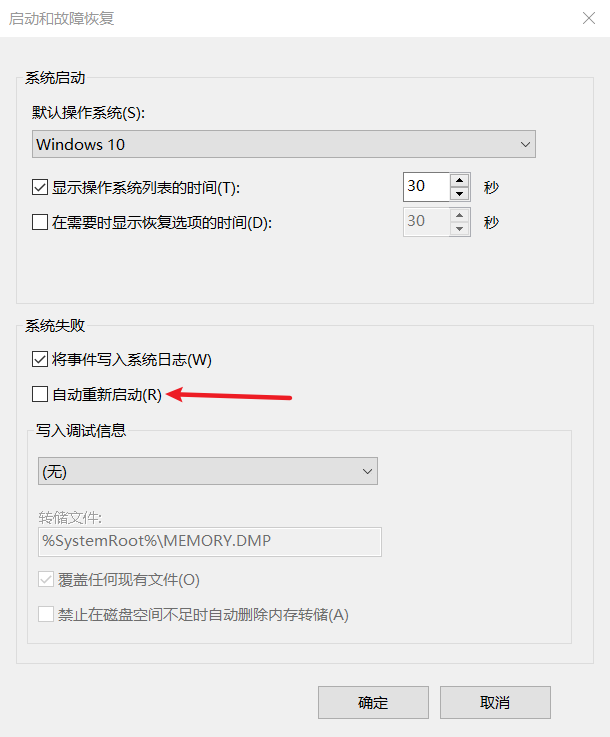 启动和故障恢复
系统启动
默认操作系统(S):
Windows 10
显示操作系统列表的时间(T): 30 秒
在需要时显示恢复选项的时间(D): 30 秒
系统失败
将事件写入系统日志(W)
自动重新启动(R)
写入调试信息
(无)
转储文件:
%SystemRoot%\MEMORY.DMP
覆盖任何现有文件(O)
禁止在磁盘空间不足时自动删除内存转储(A)
确定 取消